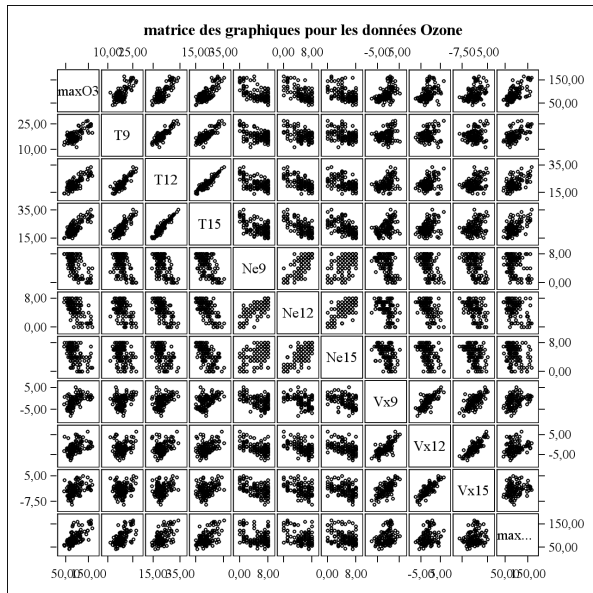 matrice des graphiques pour les données Ozone
10,00 25,00 15,00 35,00 0,00 8,00 -5,00 5,00 -7,50 5,00
maxO3 150,00
50,00
25,00 T9
10,00
T12 35,00
15,00
35,00 T15
15,00
Ne9 8,00
0,00
8,00 Ne12
0,00
Ne15 8,00
0,00
5,00 Vx9
-5,00
Vx12 5,00
-5,00
5,00 Vx15
-7,50
max... 150,00
50,00
50,00 150,00 15,00 35,00 0,00 8,00 0,00 8,00 -5,00 5,00 50,00 150,00